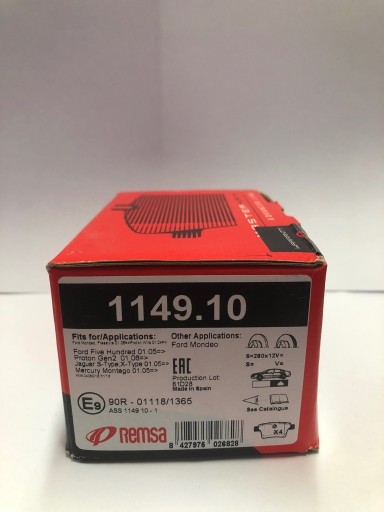 1149.10
Fits for/Applications:
Other Applications:
Ford Mondeo
Ford Five Hundred 01.05=>
Proton Gen2 01.06=>
Jaguar S-Type;X-Type 01.05=>
Mercury Montego 01.05=>
EAC
Production Lot:
61D28
Made in Spain
S=280x12V=
S= V=
See Catalogue
X4
E9 90R - 01118/1365
ASS 1149 10 - 1
REMSA
8 427975 026828